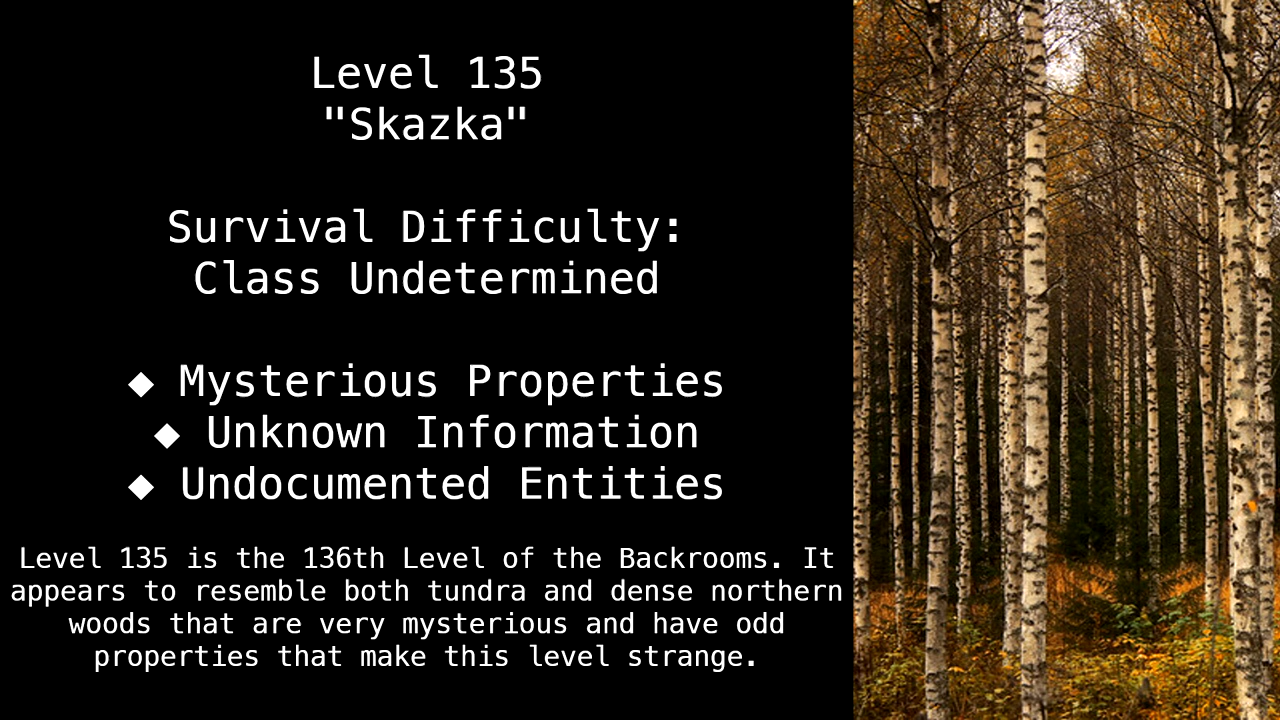 Level 135
"Skazka"
Survival Difficulty:
Class Undetermined
◆ Mysterious Properties
◆ Unknown Information
◆ Undocumented Entities
Level 135 is the 136th Level of the Backrooms. It
appears to resemble both tundra and dense northern
woods that are very mysterious and have odd
properties that make this level strange.